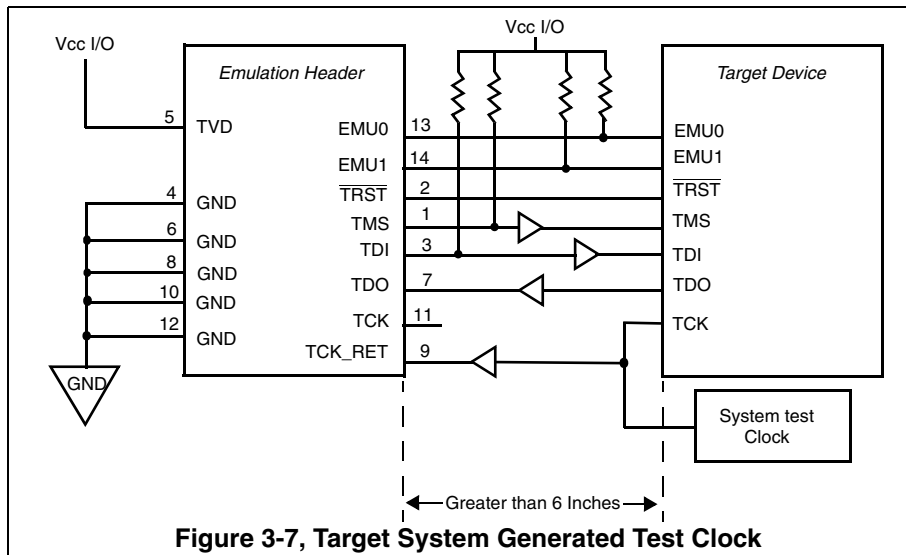 Vcc I/O
Vcc I/O
Emulation Header
Target Device
5 TVD
EMU0 13 EMU0
EMU1 14 EMU1
4 GND
TRST 2 TRST
TMS 1 TMS
6 GND
TDI 3 TDI
8 GND
TDO 7 TDO
10 GND
TCK 11 TCK
12 GND
TCK_RET 9
GND
System test
Clock
Greater than 6 Inches
Figure 3-7, Target System Generated Test Clock